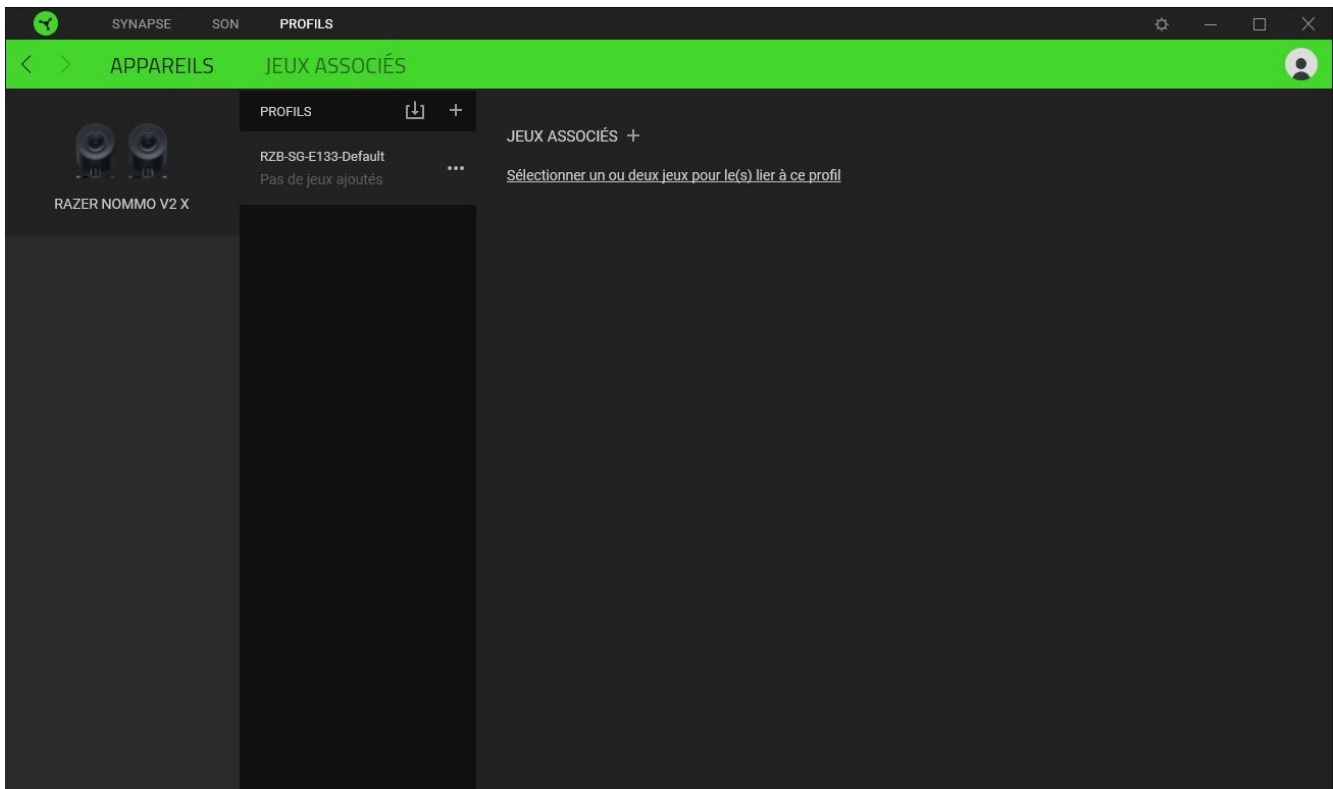 SYNAPSE SON PROFILS
APPAREILS JEUX ASSOCIÉS
RAZER NOMMO V2 X
PROFILS
RZB-SG-E133-Default
Pas de jeux ajoutés
JEUX ASSOCIÉS +
Sélectionner un ou deux jeux pour le(s) lier à ce profil